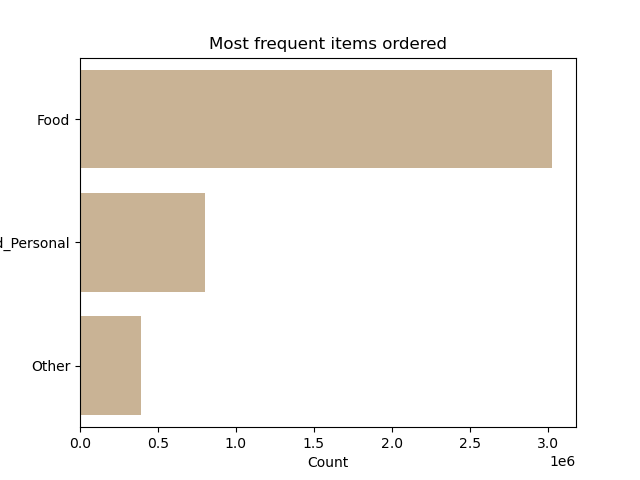 Most frequent items ordered
Food
d_Personal
Other
0.0 0.5 1.0 1.5 2.0 2.5 3.0
1e6
Count